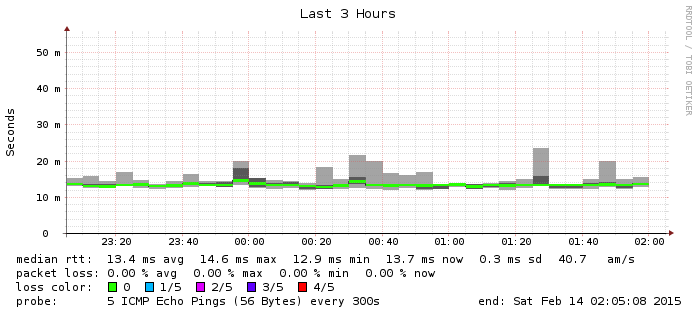 Last 3 Hours
RRDTOOL / TOBI OETIKER
Seconds
50 m
40 m
30 m
20 m
10 m
0
23:20 23:40 00:00 00:20 00:40 01:00 01:20 01:40 02:00
median rtt: 13.4 ms avg 14.6 ms max 12.9 ms min 13.7 ms now 0.3 ms sd 40.7 am/s
packet loss: 0.00 % avg 0.00 % max 0.00 % min 0.00 % now
loss color: 0 1/5 2/5 3/5 4/5
probe: 5 ICMP Echo Pings (56 Bytes) every 300s end: Sat Feb 14 02:05:08 2015